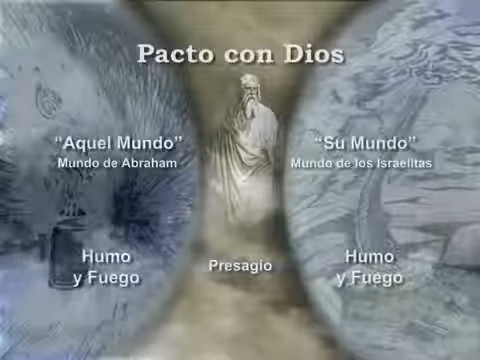 Pacto con Dios
“Aquel Mundo”
Mundo de Abraham
“Su Mundo”
Mundo de los Israelitas
Humo
y Fuego
Presagio
Humo
y Fuego